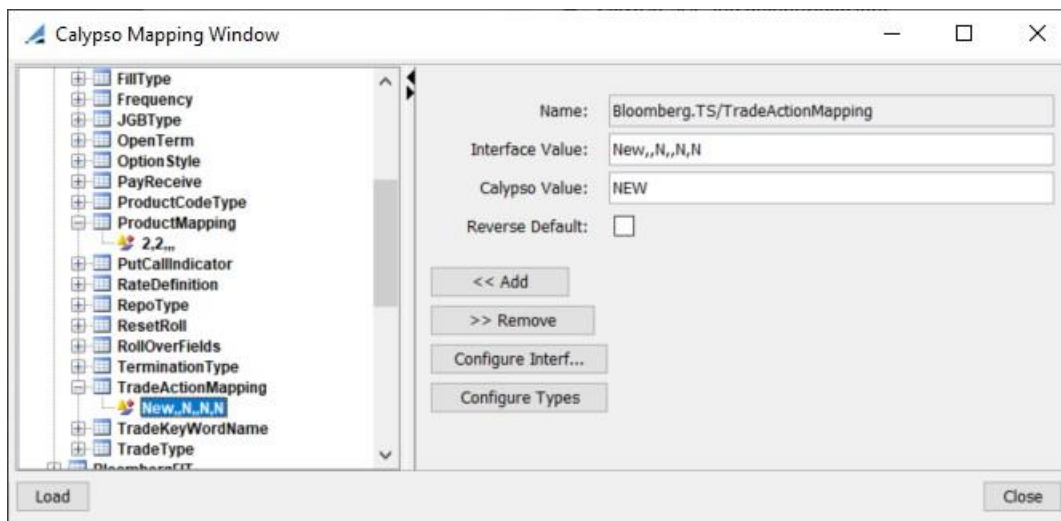 Calypso Mapping Window
FillType
Frequency
JGBType
OpenTerm
OptionStyle
PayReceive
ProductCodeType
ProductMapping
2,2,,,
PutCallIndicator
RateDefinition
RepoType
ResetRoll
RollOverFields
TerminationType
TradeActionMapping
New,,N,,N,N
TradeKeyWordName
TradeType
Name: Bloomberg.TS/TradeActionMapping
Interface Value: New,,N,,N,N
Calypso Value: NEW
Reverse Default:
<< Add
>> Remove
Configure Interf...
Configure Types
Load
Close